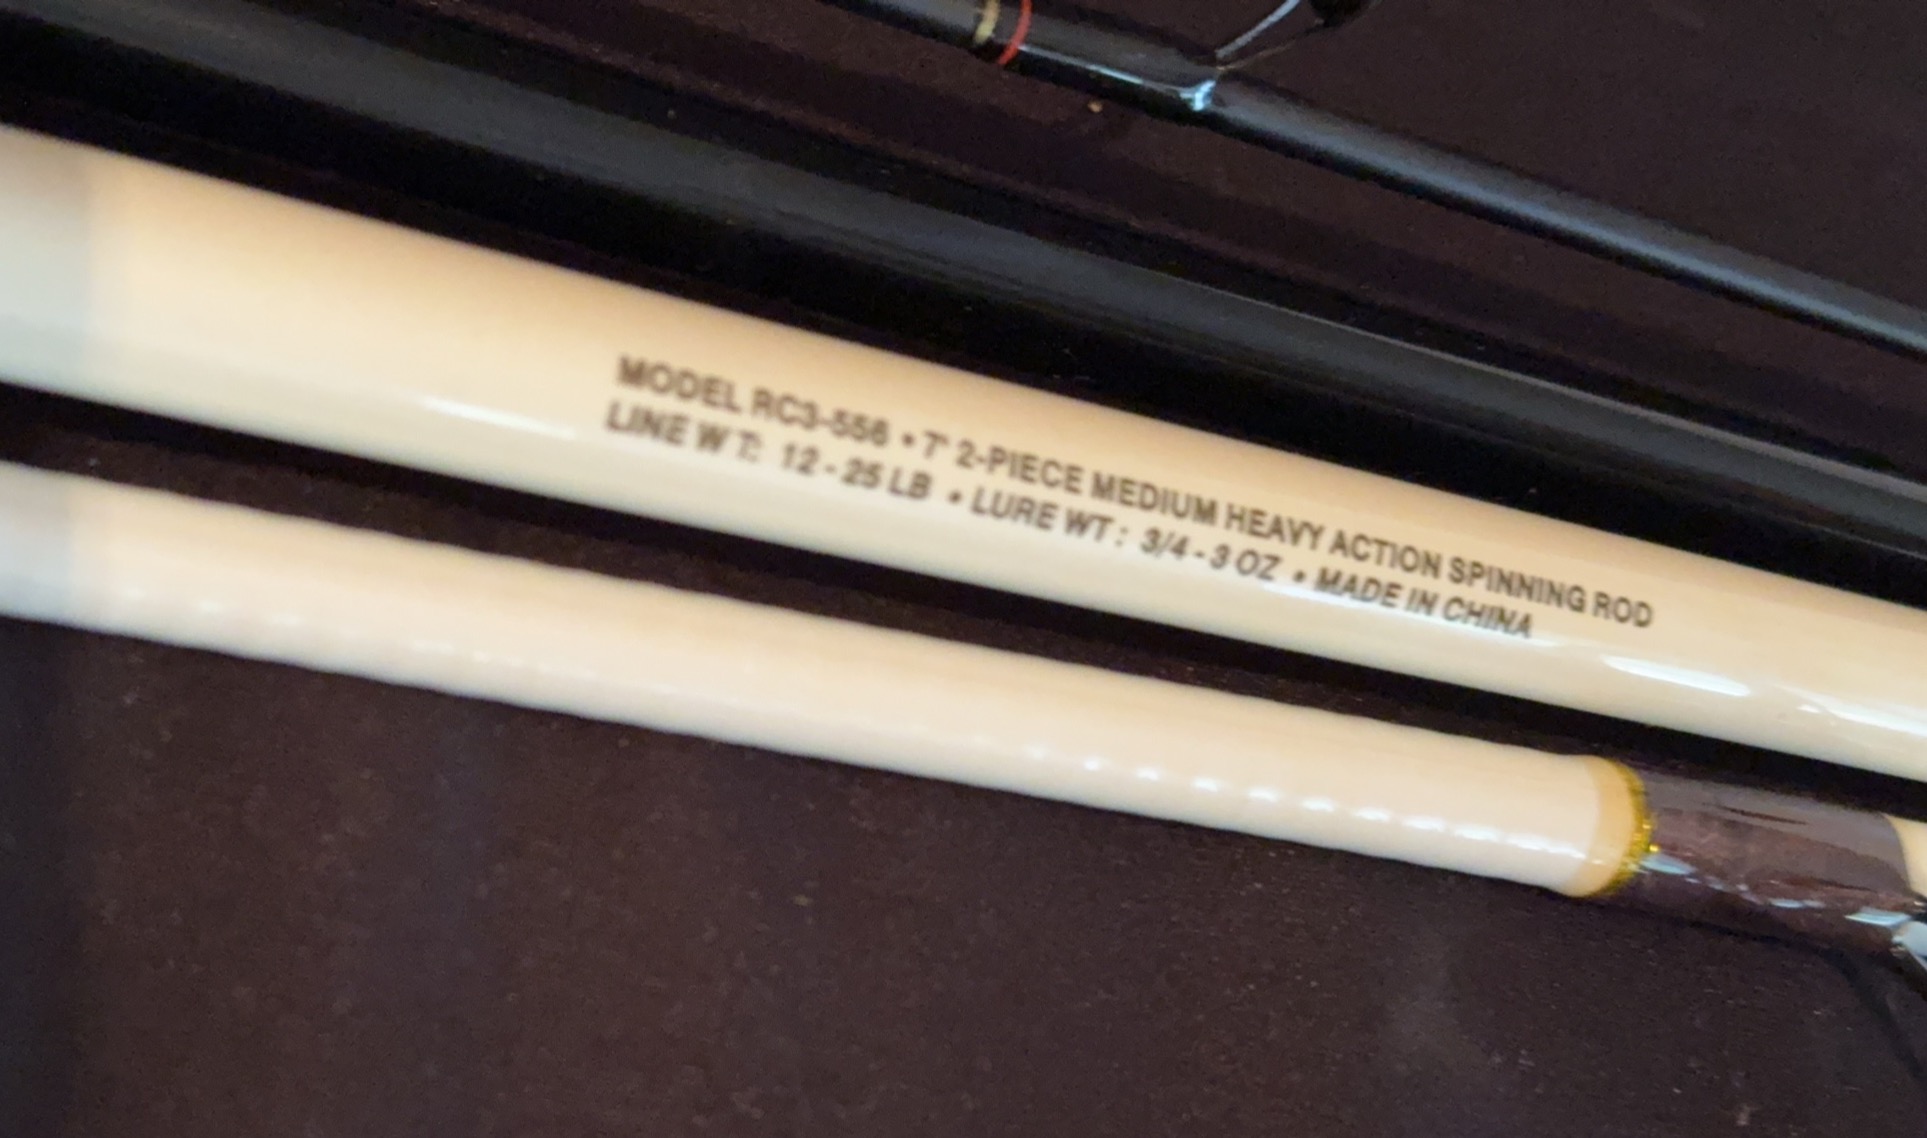 MODEL RC3-556 • 7' 2-PIECE MEDIUM HEAVY ACTION SPINNING ROD
LINE WT: 12 - 25 LB • LURE WT: 3/4 - 3 OZ • MADE IN CHINA